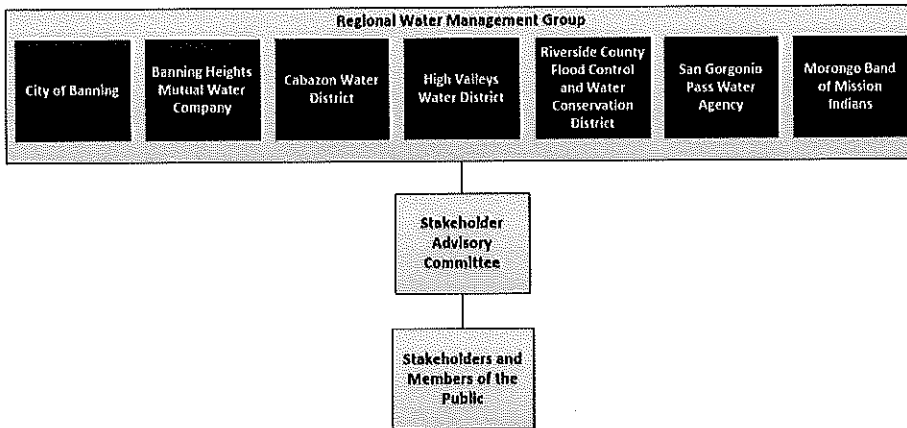 Regional Water Management Group
City of Banning
Banning Heights
Mutual Water
Company
Cabazon Water
District
High Valleys
Water District
Riverside County
Flood Control
and Water
Conservation
District
San Gorgonio
Pass Water
Agency
Morongo Band
of Mission
Indians
Stakeholder
Advisory
Committee
Stakeholders and
Members of the
Public